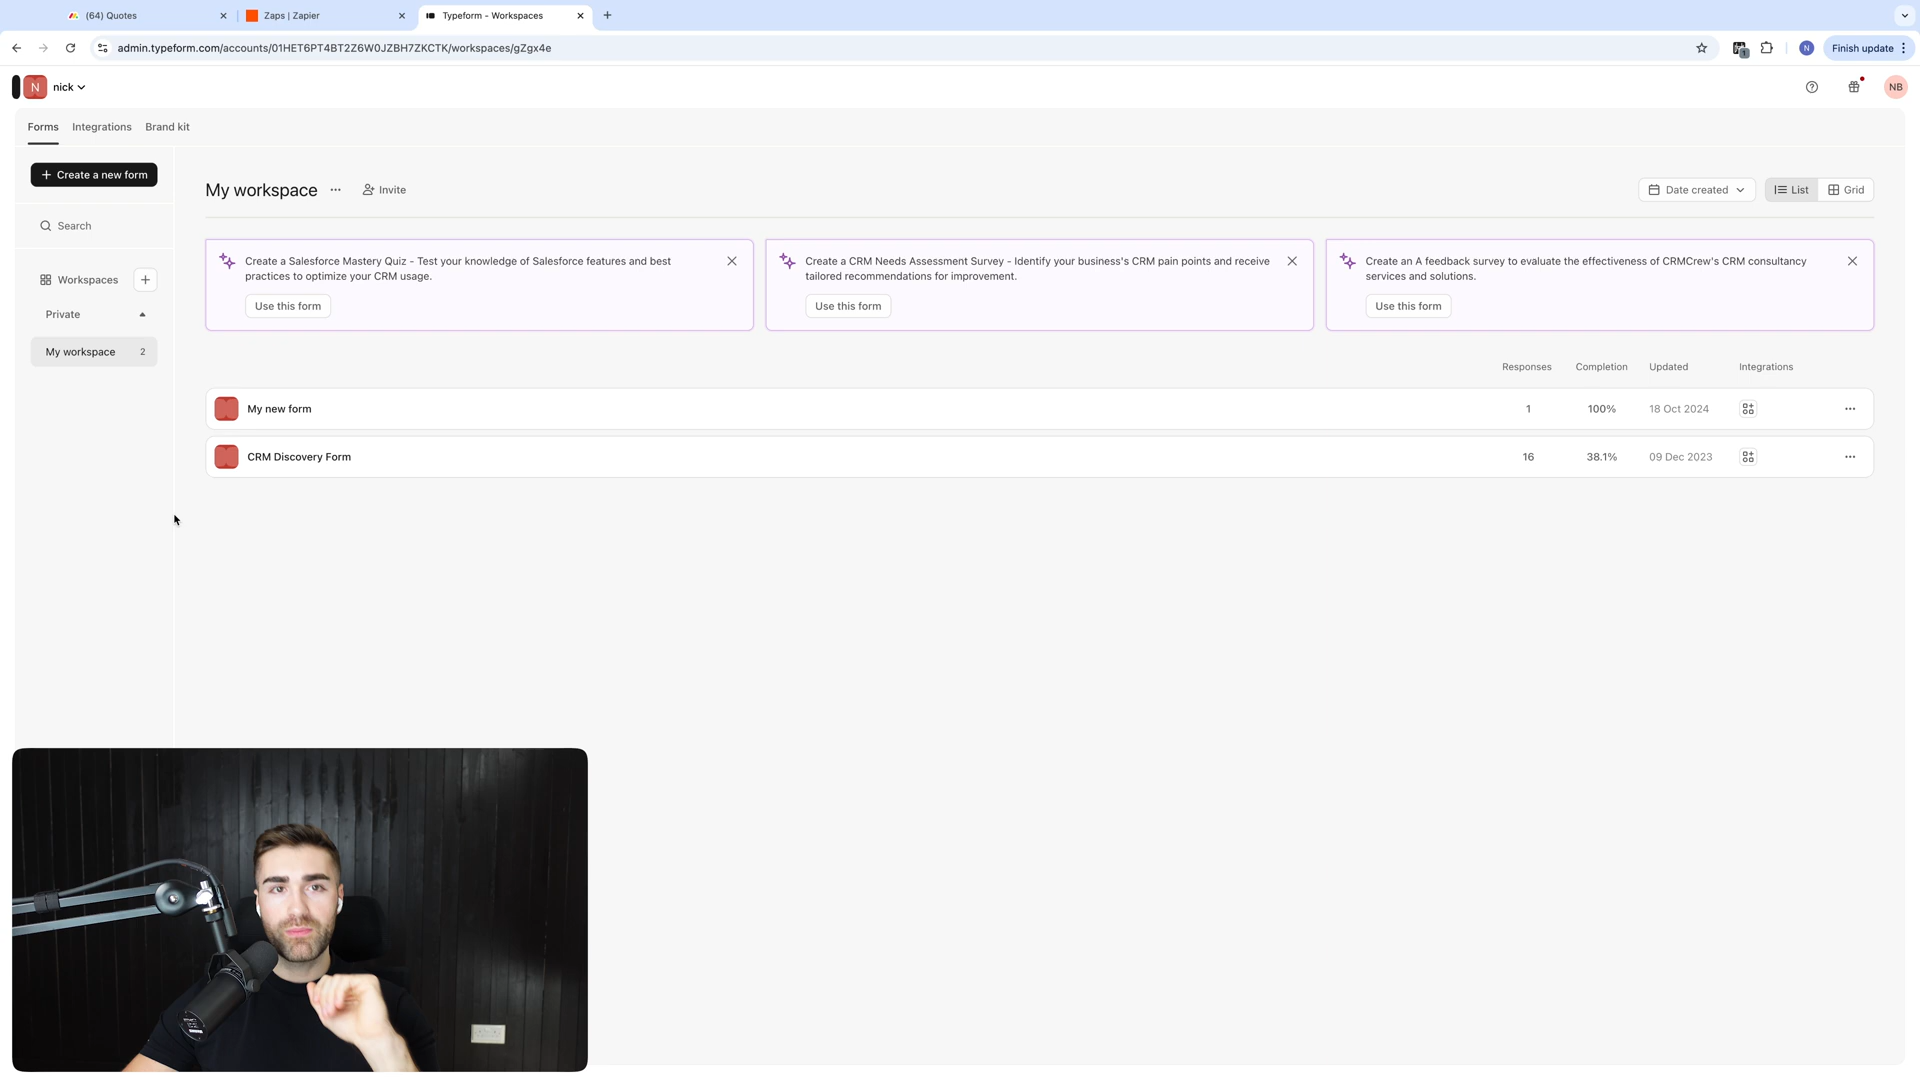 (64) Quotes
Zaps | Zapier
Typeform - Workspaces
admin.typeform.com/accounts/01HET6PT4BT2Z6W0JZBH7ZKCTK/workspaces/gZgx4e
1
N
Finish update
N
nick
NB
Forms
Integrations
Brand kit
Create a new form
Search
Workspaces
Private
My workspace
2
My workspace
Invite
Date created
List
Grid
Create a Salesforce Mastery Quiz - Test your knowledge of Salesforce features and best
practices to optimize your CRM usage.
Use this form
Create a CRM Needs Assessment Survey - Identify your business's CRM pain points and receive
tailored recommendations for improvement.
Use this form
Create an A feedback survey to evaluate the effectiveness of CRMCrew's CRM consultancy
services and solutions.
Use this form
Responses
Completion
Updated
Integrations
My new form
1
100%
18 Oct 2024
CRM Discovery Form
16
38.1%
09 Dec 2023